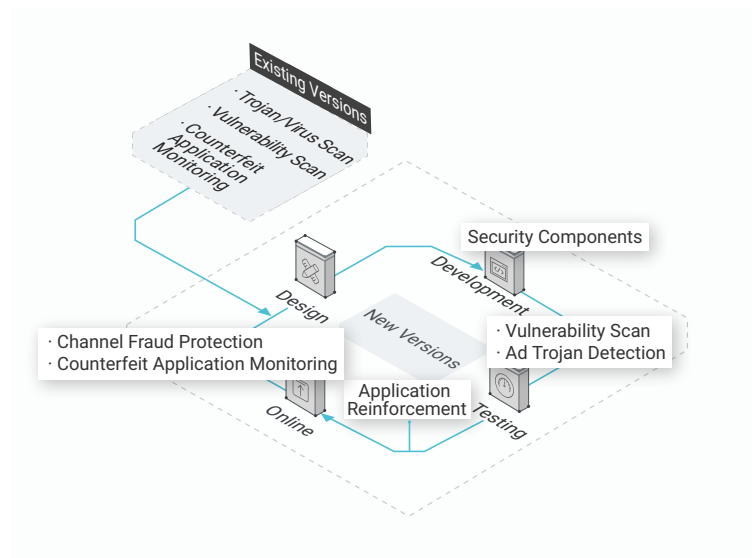 Existing Versions
· Trojan/Virus Scan
· Vulnerability Scan
· Counterfeit
Application
Monitoring
Security Components
Development
Design
New Versions
· Vulnerability Scan
· Ad Trojan Detection
· Channel Fraud Protection
· Counterfeit Application Monitoring
Application
Reinforcement
Online
Testing